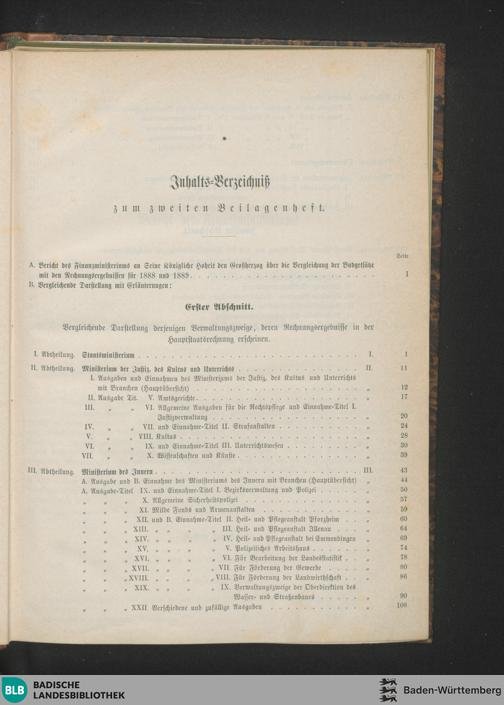 Inhalts-Verzeichniß
zum zweiten Beilagenheft.
Seite
A. Bericht des Finanzministeriums an Seine Königliche Hoheit den Großherzog über die Vergleichung der Budgetsätze
mit den Rechnungsergebnissen für 1888 und 1889 . . . 1
B. Vergleichende Darstellung mit Erläuterungen:
Erster Abschnitt.
Vergleichende Darstellung derjenigen Verwaltungszweige, deren Rechnungsergebnisse in der
Hauptstaatsrechnung erscheinen.
I. Abtheilung. Staatsministerium . . . I. 1
II. Abtheilung. Ministerium der Justiz, des Kultus und Unterrichts . . . II. 11
I. Ausgaben und Einnahmen des Ministeriums der Justiz, des Kultus und Unterrichts
mit Branchen (Hauptübersicht) . . . „ 12
II. Ausgabe Tit. V. Amtsgerichte . . . „ 17
III. „ „ VI. Allgemeine Ausgaben für die Rechtspflege und Einnahme-Titel I.
Justizverwaltung . . . „ 20
IV. „ „ VII. und Einnahme-Titel II. Strafanstalten . . . „ 24
V. „ „ VIII. Kultus . . . „ 28
VI. „ „ IX. und Einnahme-Titel III. Unterrichtswesen . . . „ 30
VII. „ „ X. Wissenschaften und Künste . . . „ 39
III. Abtheilung. Ministerium des Innern . . . III. 43
A. Ausgabe und B. Einnahme des Ministeriums des Innern mit Branchen (Hauptübersicht) „ 44
A. Ausgabe-Titel IX. und Einnahme-Titel I. Bezirksverwaltung und Polizei . . . „ 50
„ „ „ X. Allgemeine Sicherheitspolizei . . . „ 57
„ „ „ XI. Milde Fonds und Armenanstalten . . . „ 59
„ „ „ XII. und B. Einnahme-Titel II. Heil- und Pflegeanstalt Pforzheim . . . „ 60
„ „ „ XIII. „ „ „ „ III. Heil- und Pflegeanstalt Illenau . . . „ 64
„ „ „ XIV. „ „ „ „ IV. Heil- und Pflegeanstalt bei Emmendingen „ 69
„ „ „ XV. „ „ „ „ V. Polizeiliches Arbeitshaus . . . „ 74
„ „ „ XVI. „ „ „ „ VI. Für Bearbeitung der Landesstatistik . . . „ 78
„ „ „ XVII. „ „ „ „ VII. Für Förderung der Gewerbe . . . „ 80
„ „ „ XVIII. „ „ „ „ VIII. Für Förderung der Landwirthschaft . . . „ 86
„ „ „ XIX. „ „ „ „ IX. Verwaltungszweige der Oberdirektion des
Wasser- und Straßenbaues . . . „ 90
„ „ „ XXII. Verschiedene und zufällige Ausgaben . . . „ 108
BLB BADISCHE
LANDESBIBLIOTHEK
Baden-Württemberg